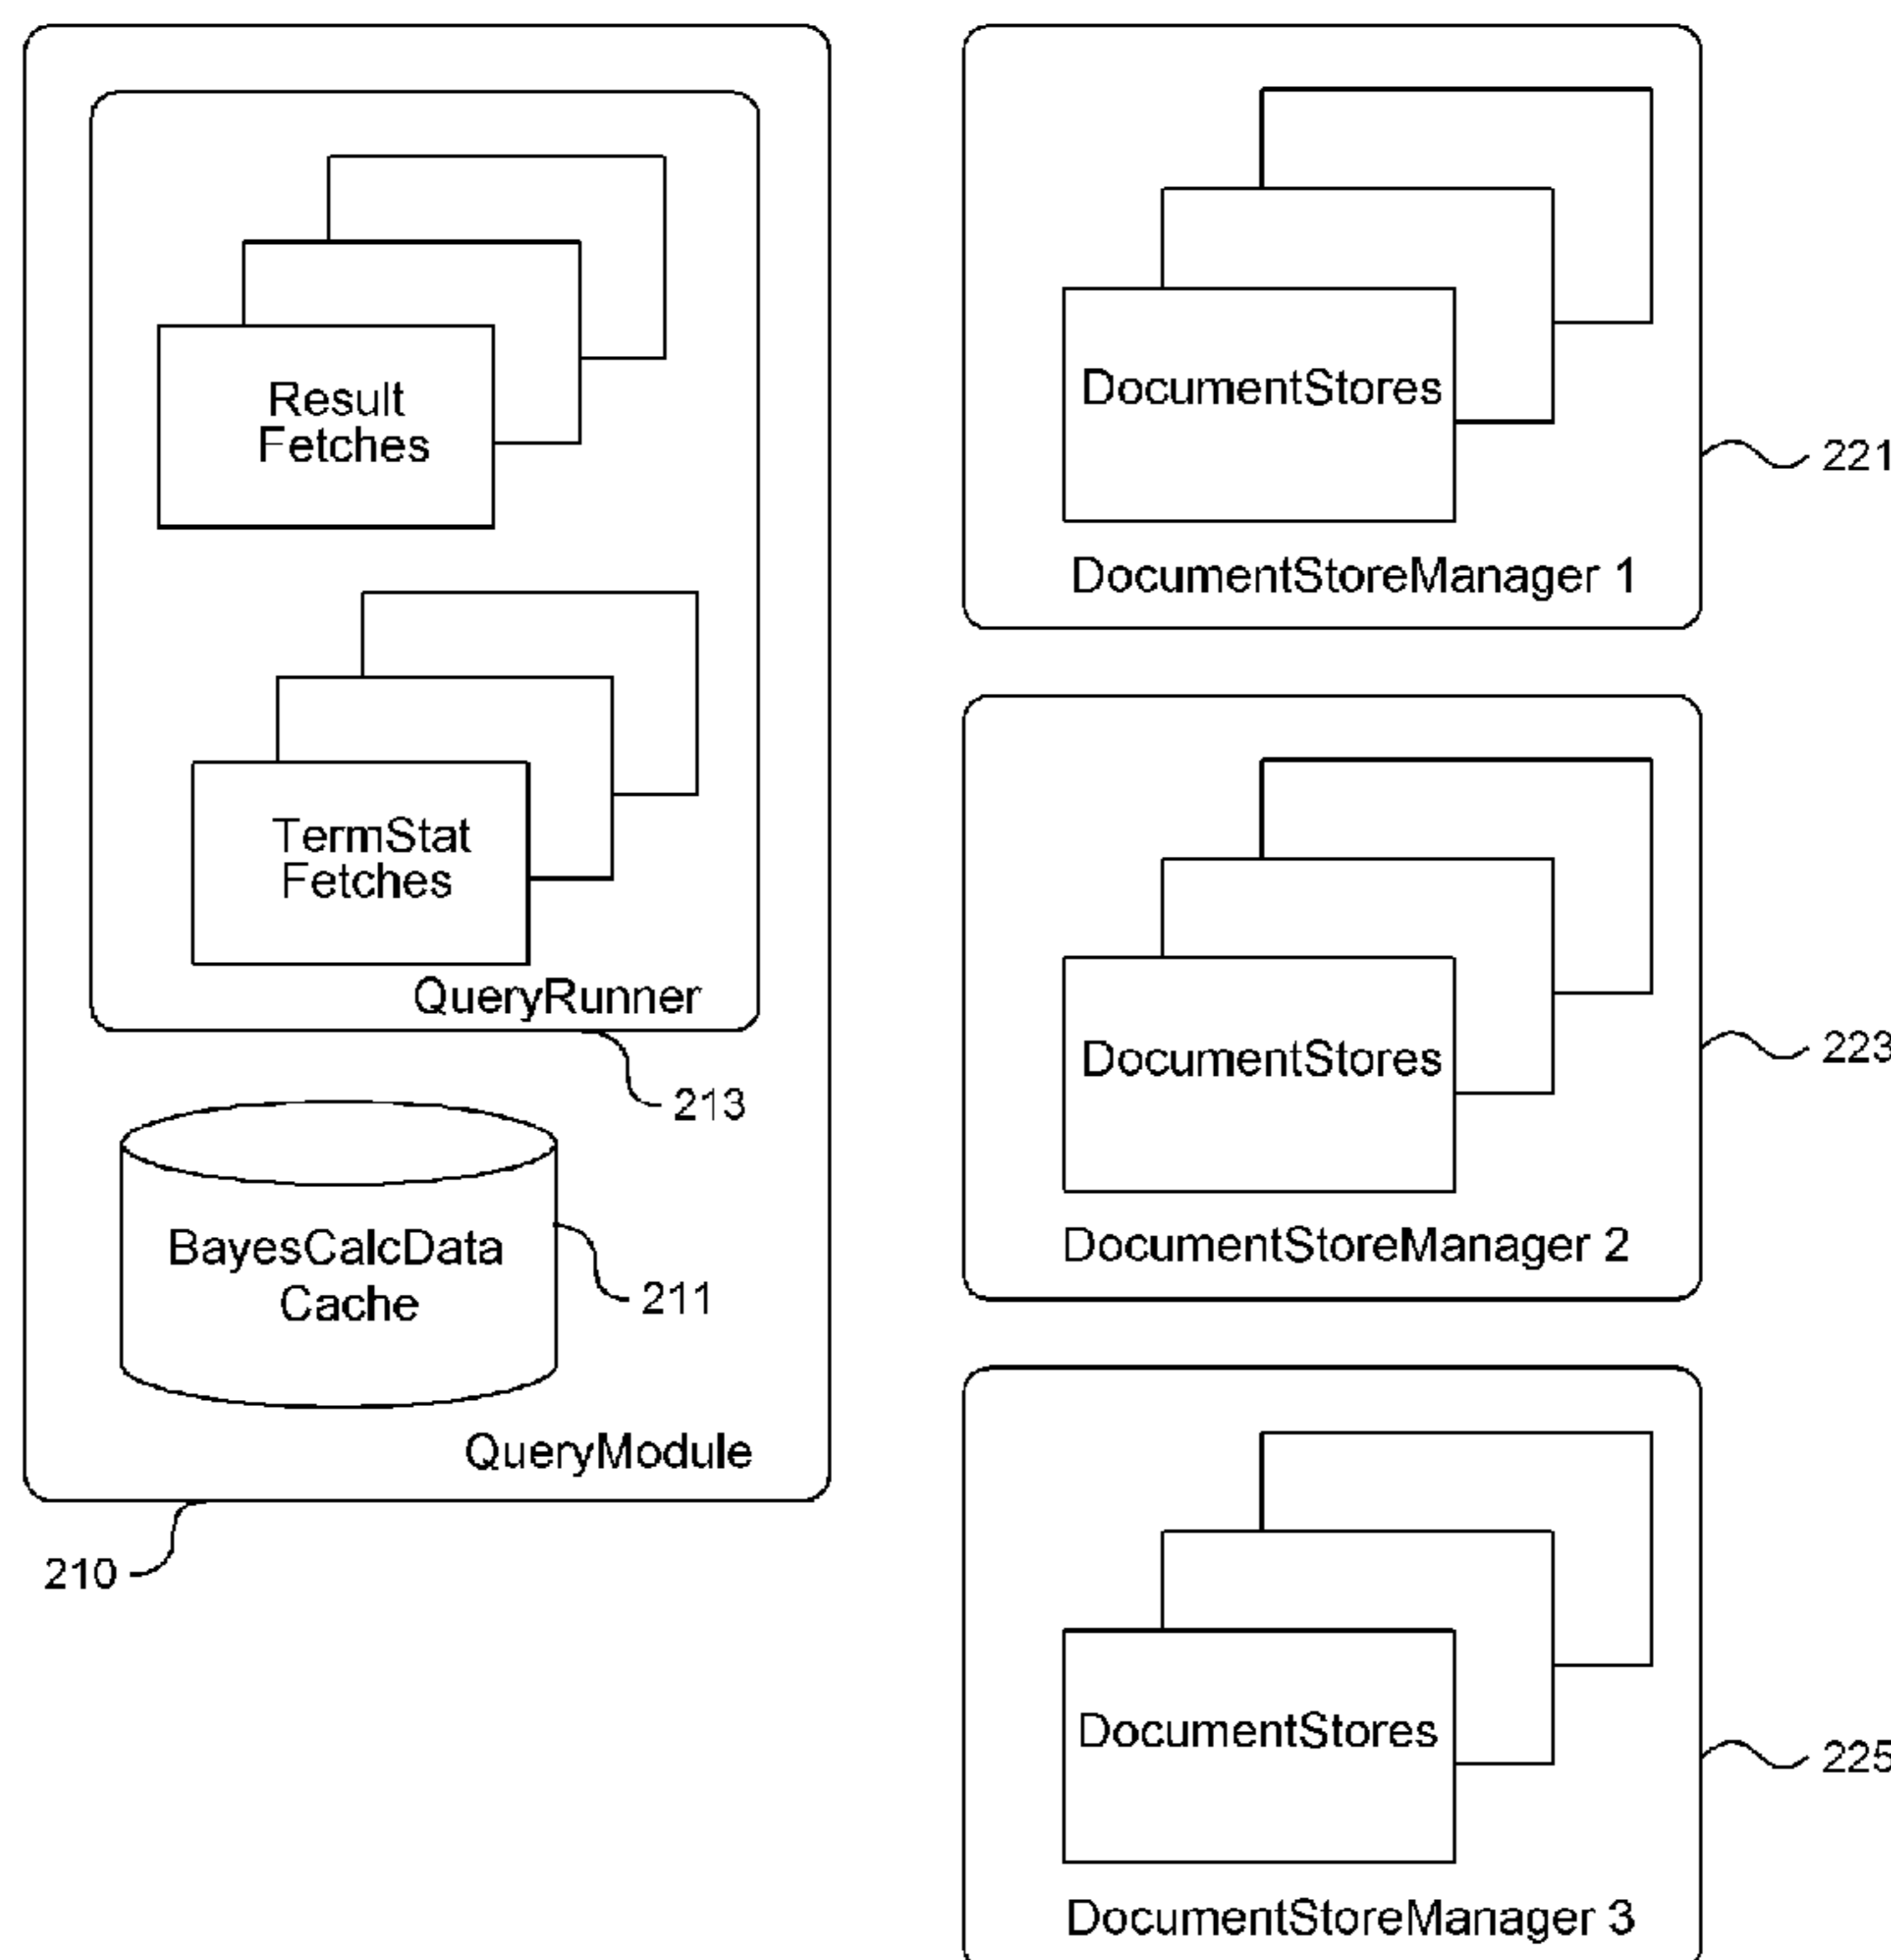 Result
Fetches
TermStat
Fetches
QueryRunner
213
BayesCalcData
Cache
211
QueryModule
210
DocumentStores
DocumentStoreManager 1
221
DocumentStores
DocumentStoreManager 2
223
DocumentStores
225
DocumentStoreManager 3